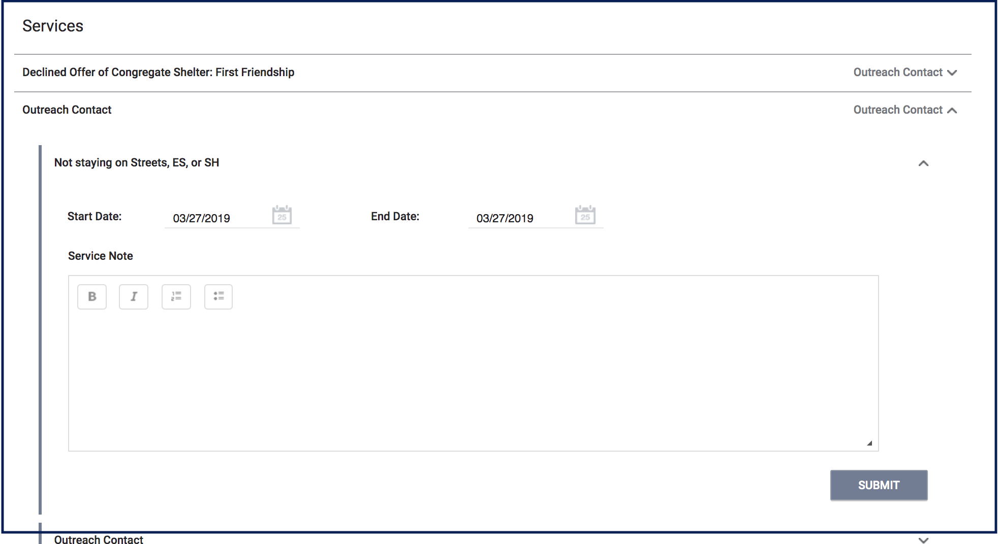 Services
Declined Offer of Congregate Shelter: First Friendship Outreach Contact
Outreach Contact Outreach Contact
Not staying on Streets, ES, or SH
Start Date: 03/27/2019 25 End Date: 03/27/2019 25
Service Note
B I 1 2
SUBMIT
Outreach Contact